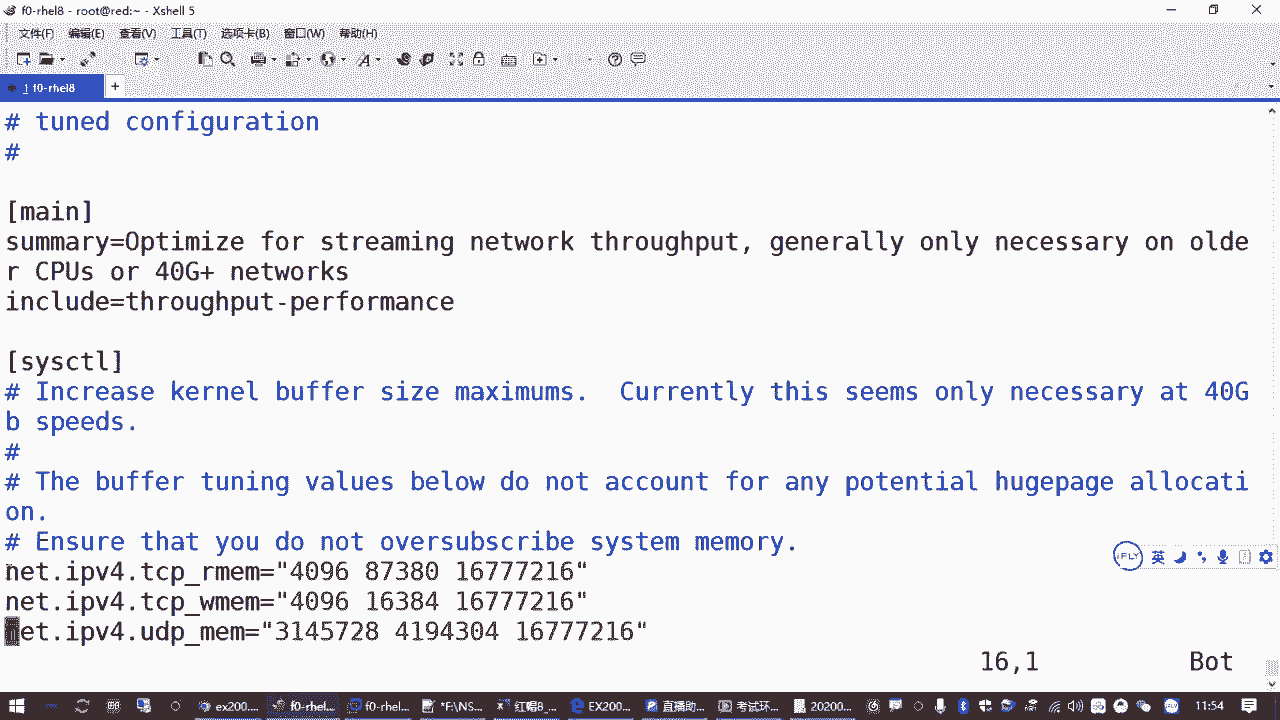 f0-rhel8 - root@red:~ - Xshell 5
文件(F) 编辑(E) 查看(V) 工具(T) 选项卡(B) 窗口(W) 帮助(H)
1 f0-rhel8 +
# tuned configuration
#
[main]
summary=Optimize for streaming network throughput, generally only necessary on olde
r CPUs or 40G+ networks
include=throughput-performance
[sysctl]
# Increase kernel buffer size maximums.  Currently this seems only necessary at 40G
b speeds.
#
# The buffer tuning values below do not account for any potential hugepage allocati
on.
# Ensure that you do not oversubscribe system memory.
net.ipv4.tcp_rmem="4096 87380 16777216"
net.ipv4.tcp_wmem="4096 16384 16777216"
net.ipv4.udp_mem="3145728 4194304 16777216"
16,1 Bot
iFLY 英
ex200.... f0-rhel... f0-rhel... *F:\NS... 红帽8_... EX200... 直播助... 考试环... 20200... 11:54